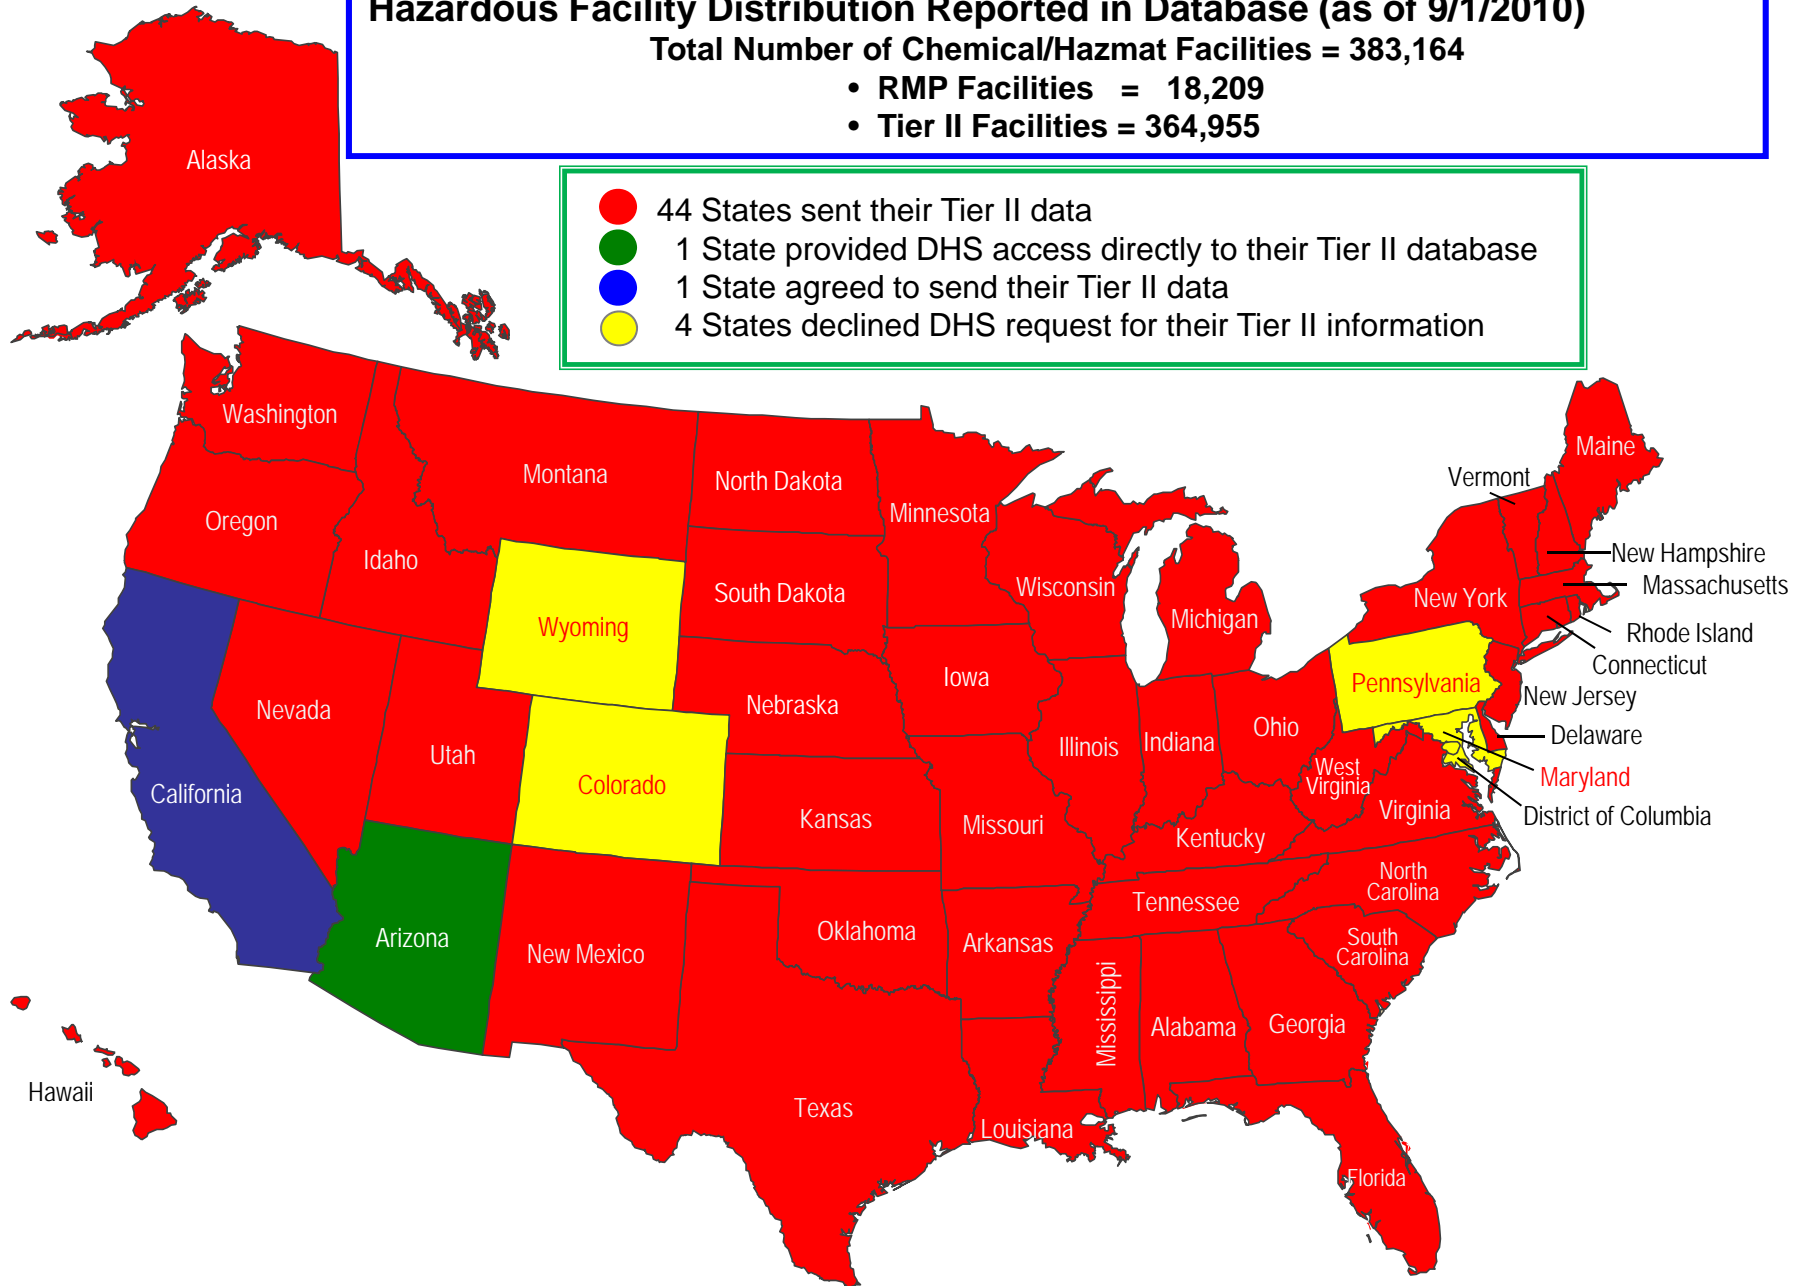 Hazardous Facility Distribution Reported in Database (as of 9/1/2010)
Total Number of Chemical/Hazmat Facilities = 383,164
• RMP Facilities = 18,209
• Tier II Facilities = 364,955
44 States sent their Tier II data
1 State provided DHS access directly to their Tier II database
1 State agreed to send their Tier II data
4 States declined DHS request for their Tier II information
Alaska
Washington
Oregon
Idaho
Montana
North Dakota
Minnesota
South Dakota
Wisconsin
Michigan
Wyoming
Nebraska
Iowa
Nevada
Utah
California
Colorado
Kansas
Missouri
Illinois
Indiana
Ohio
Kentucky
West
Virginia
Virginia
Pennsylvania
New York
Vermont
Maine
New Hampshire
Massachusetts
Rhode Island
Connecticut
New Jersey
Delaware
Maryland
District of Columbia
North
Carolina
Tennessee
South
Carolina
Arizona
New Mexico
Oklahoma
Arkansas
Mississippi
Alabama
Georgia
Texas
Louisiana
Florida
Hawaii